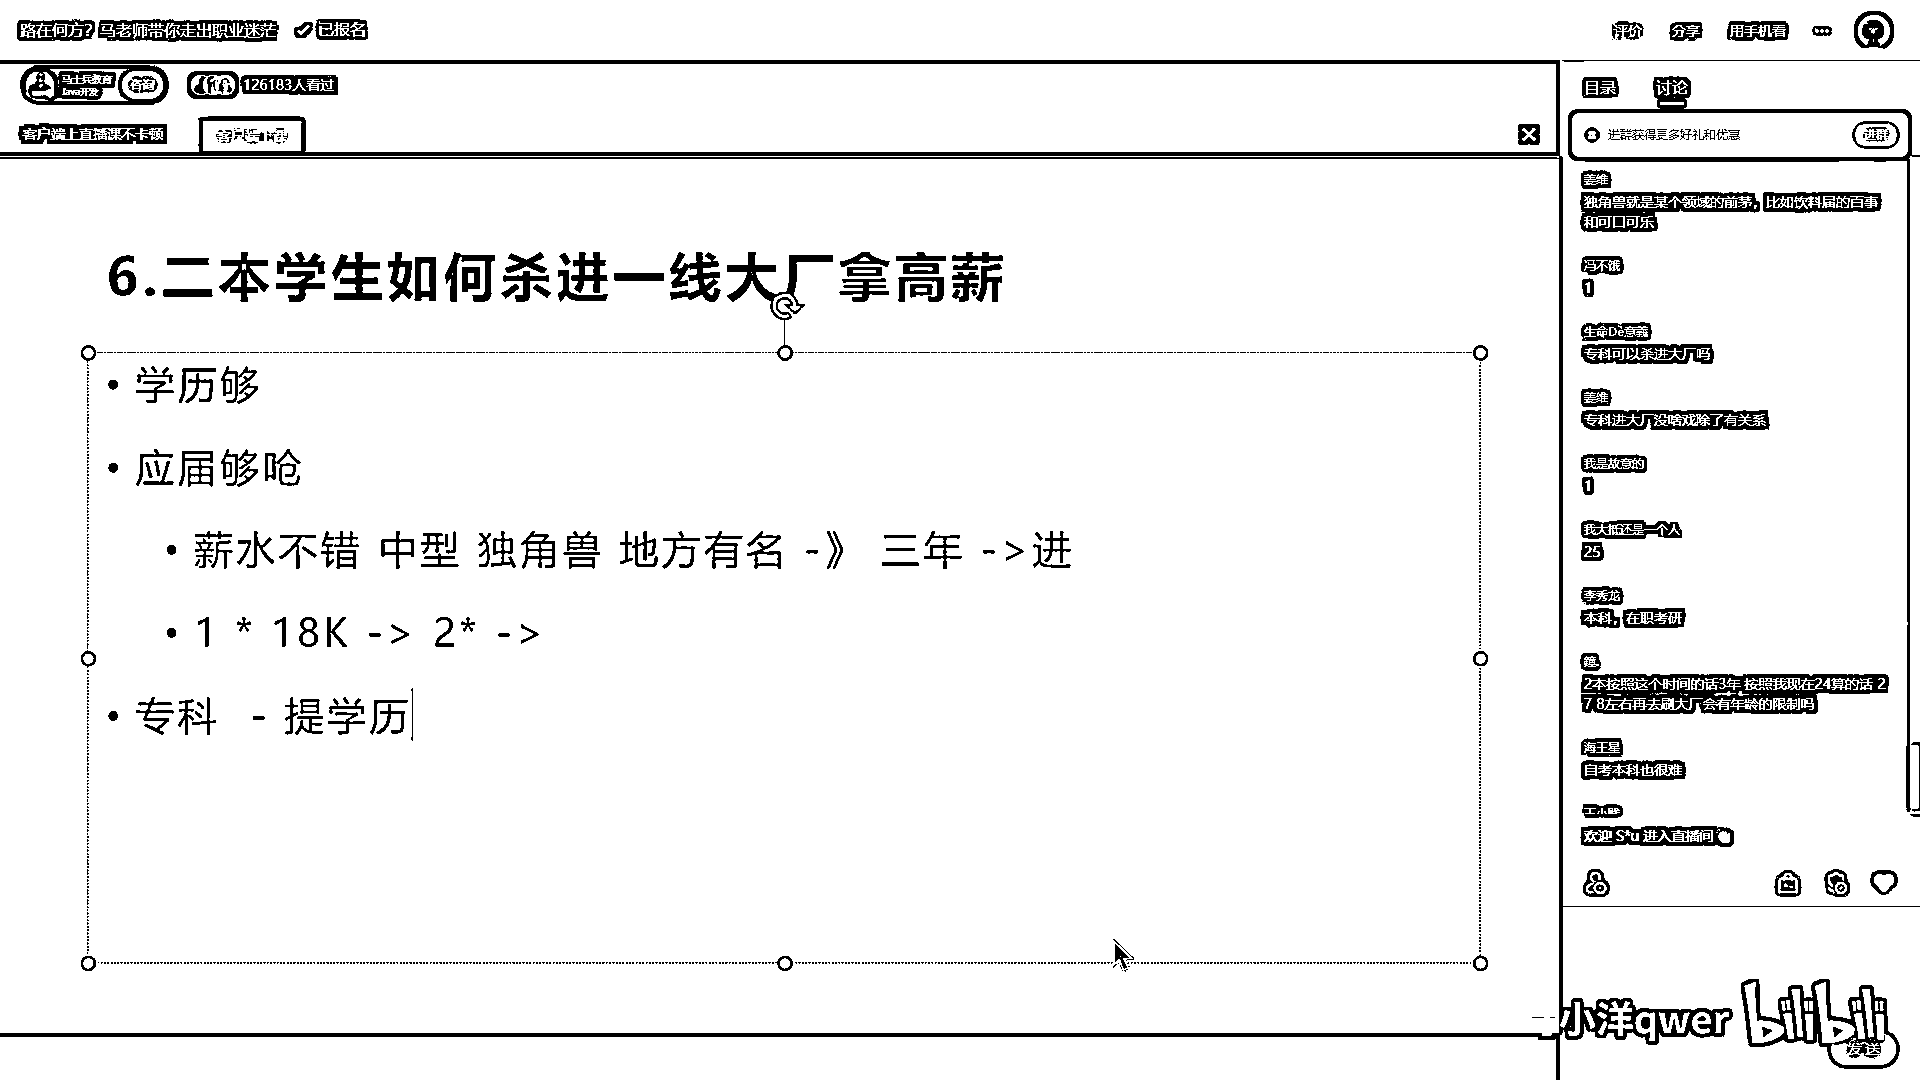 路在何方？马老师带你走出职业迷茫 已报名
评价 分享 用手机看
马士兵教育
Java开发
咨询
126183人看过
客户端上直播课不卡顿
目录 讨论
进群获得更多好礼和优惠 进群
6.二本学生如何杀进一线大厂拿高薪
• 学历够
• 应届够呛
• 薪水不错 中型 独角兽 地方有名 -》 三年 ->进
• 1 * 18K -> 2* ->
• 专科 - 提学历
姜维
独角兽就是某个领域的前茅，比如饮料届的百事
和可口可乐
冯不饿
1
生命De意義
专科可以杀进大厂吗
姜维
专科进大厂没啥戏除了有关系
我是故意的
1
我大抵还是一个人
25
李秀龙
本科，在职考研
2本按照这个时间的话3年 按照我现在24算的话 2
7 8左右再去刷大厂会有年龄的限制吗
海王星
自考本科也很难
欢迎 S*u 进入直播间
小洋qwer bilibili
发送